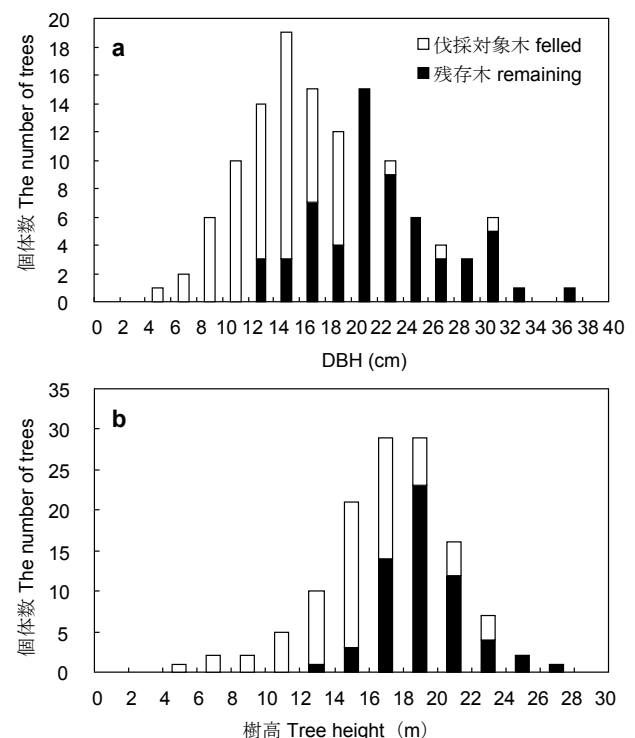 a
伐採対象木 felled
残存木 remaining
個体数 The number of trees
20
18
16
14
12
10
8
6
4
2
0
0 2 4 6 8 10 12 14 16 18 20 22 24 26 28 30 32 34 36 38 40
DBH (cm)
b
個体数 The number of trees
35
30
25
20
15
10
5
0
0 2 4 6 8 10 12 14 16 18 20 22 24 26 28 30
樹高 Tree height（m）